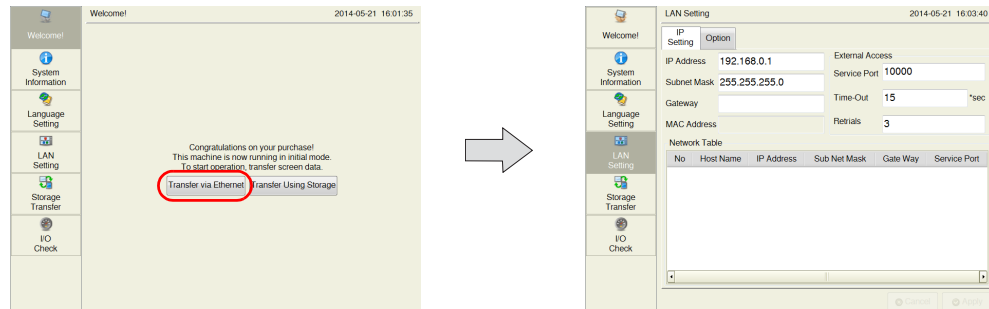 Welcome! 2014-05-21 16:01:35
Welcome!
System
Information
Language
Setting
LAN
Setting
Storage
Transfer
I/O
Check
Congratulations on your purchase!
This machine is now running in initial mode.
To start operation, transfer screen data.
Transfer via Ethernet Transfer Using Storage
LAN Setting 2014-05-21 16:03:40
Welcome!
System
Information
Language
Setting
LAN
Setting
Storage
Transfer
I/O
Check
IP
Setting
Option
IP Address 192.168.0.1
Subnet Mask 255.255.255.0
Gateway
MAC Address
External Access
Service Port 10000
Time-Out 15 *sec
Retrials 3
Network Table
No Host Name IP Address Sub Net Mask Gate Way Service Port
Cancel Apply